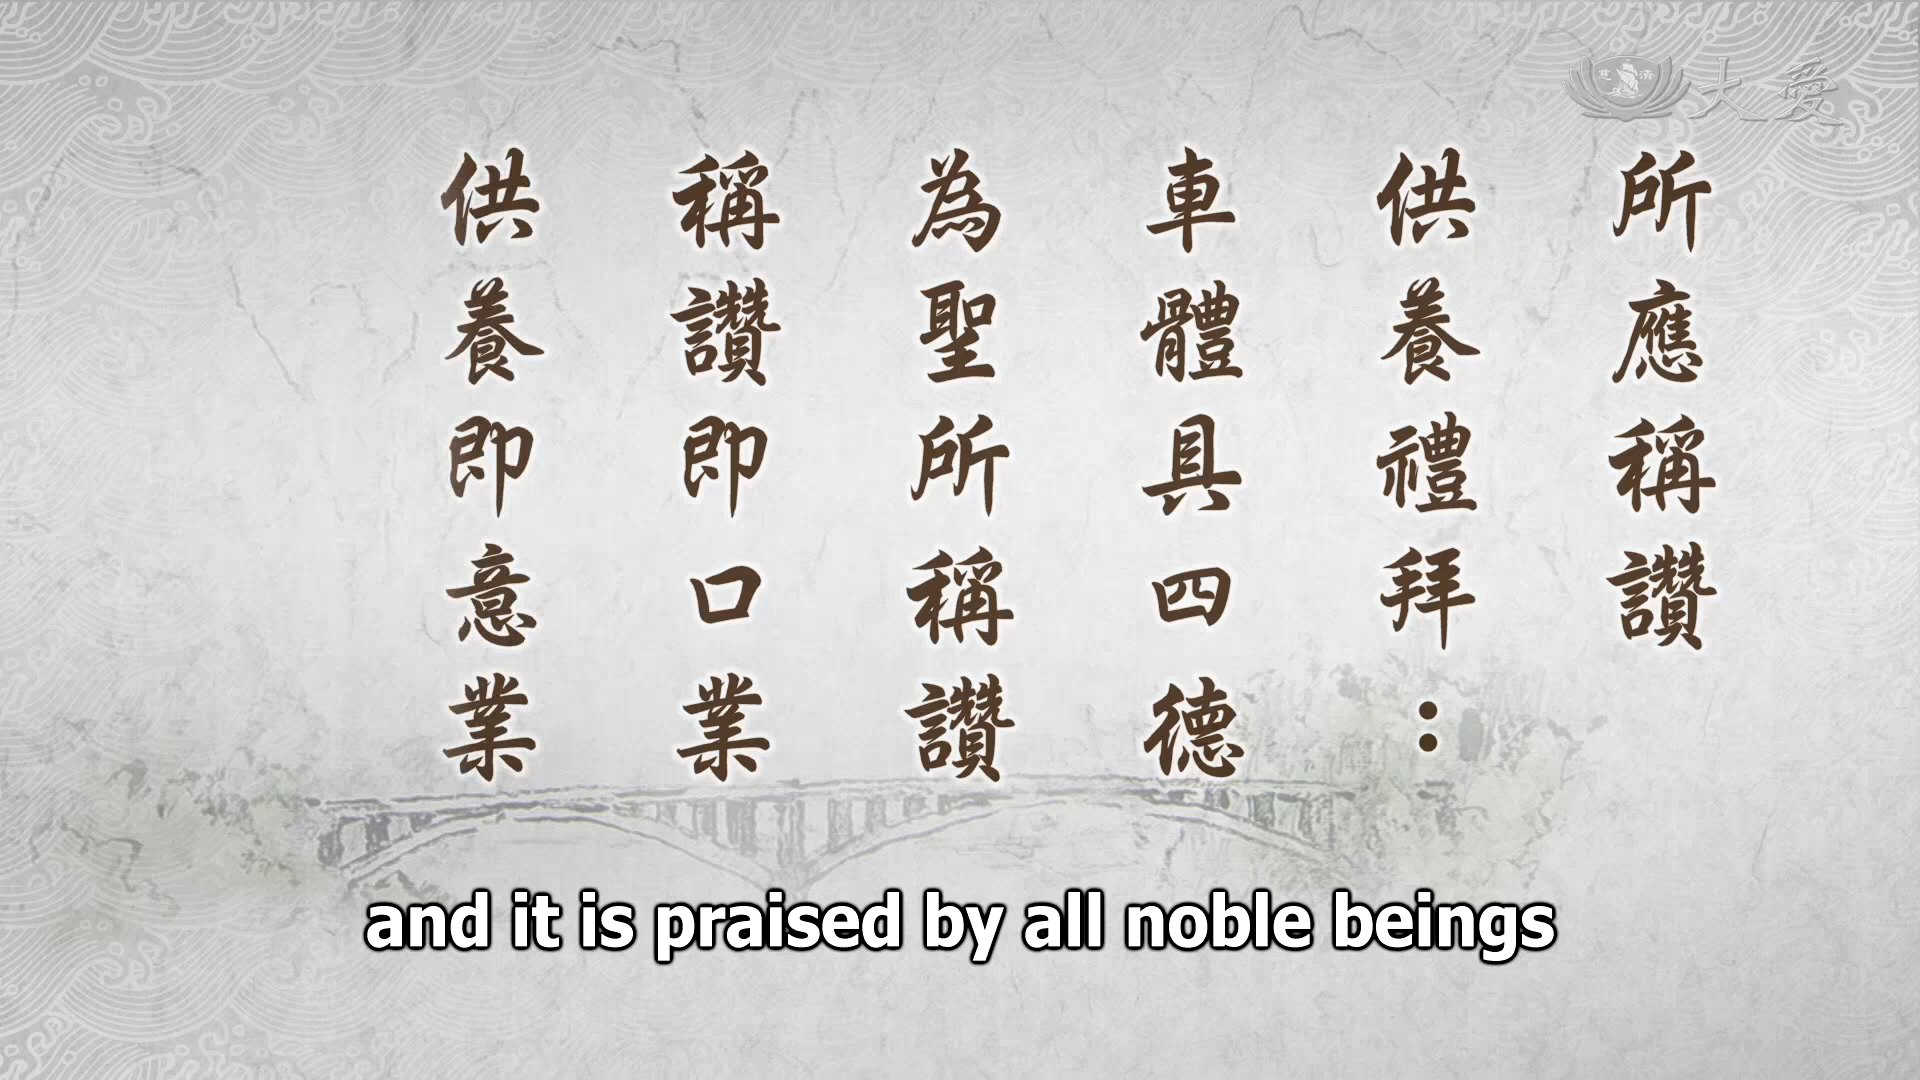 大愛
慈濟
所應稱讚
供養禮拜：
車體具四德
為聖所稱讚
稱讚即口業
供養即意業
and it is praised by all noble beings